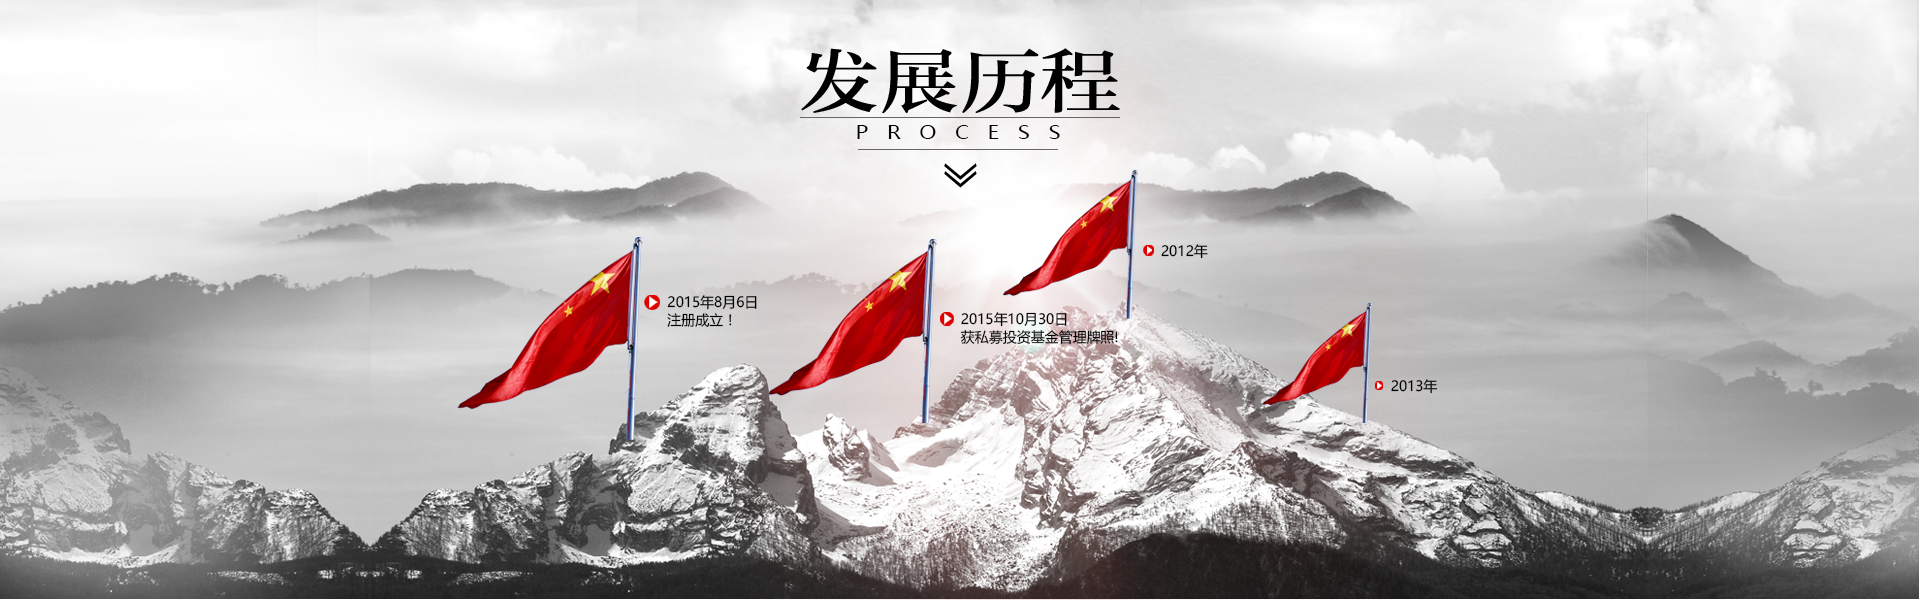 发展历程
PROCESS
2015年8月6日
注册成立！
2015年10月30日
获私募投资基金管理牌照!
2012年
2013年